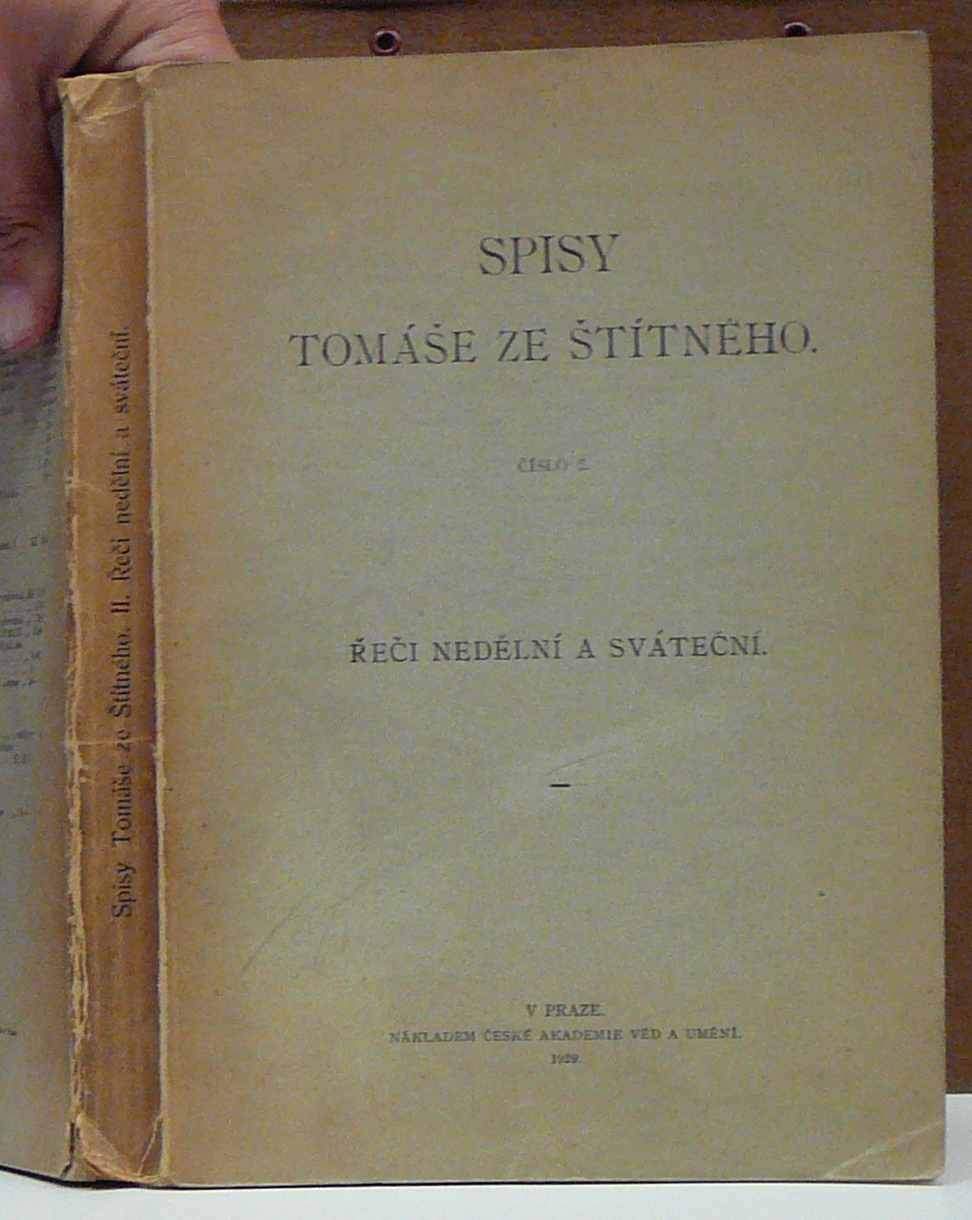 SPISY
TOMÁŠE ZE ŠTÍTNÉHO.
ČÍSLO 2.
ŘEČI NEDĚLNÍ A SVÁTEČNÍ.
V PRAZE.
NÁKLADEM ČESKÉ AKADEMIE VĚD A UMĚNÍ.
1929.
Spisy Tomáše ze Štítného. II. Řeči nedělní a sváteční.